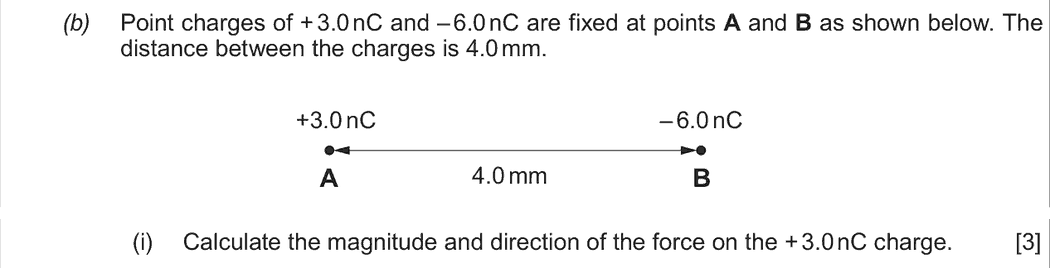 (b) Point charges of +3.0 nC and −6.0 nC are fixed at points A and B as shown below. The
distance between the charges is 4.0 mm.
+3.0 nC −6.0 nC
A 4.0 mm B
(i) Calculate the magnitude and direction of the force on the +3.0 nC charge. [3]